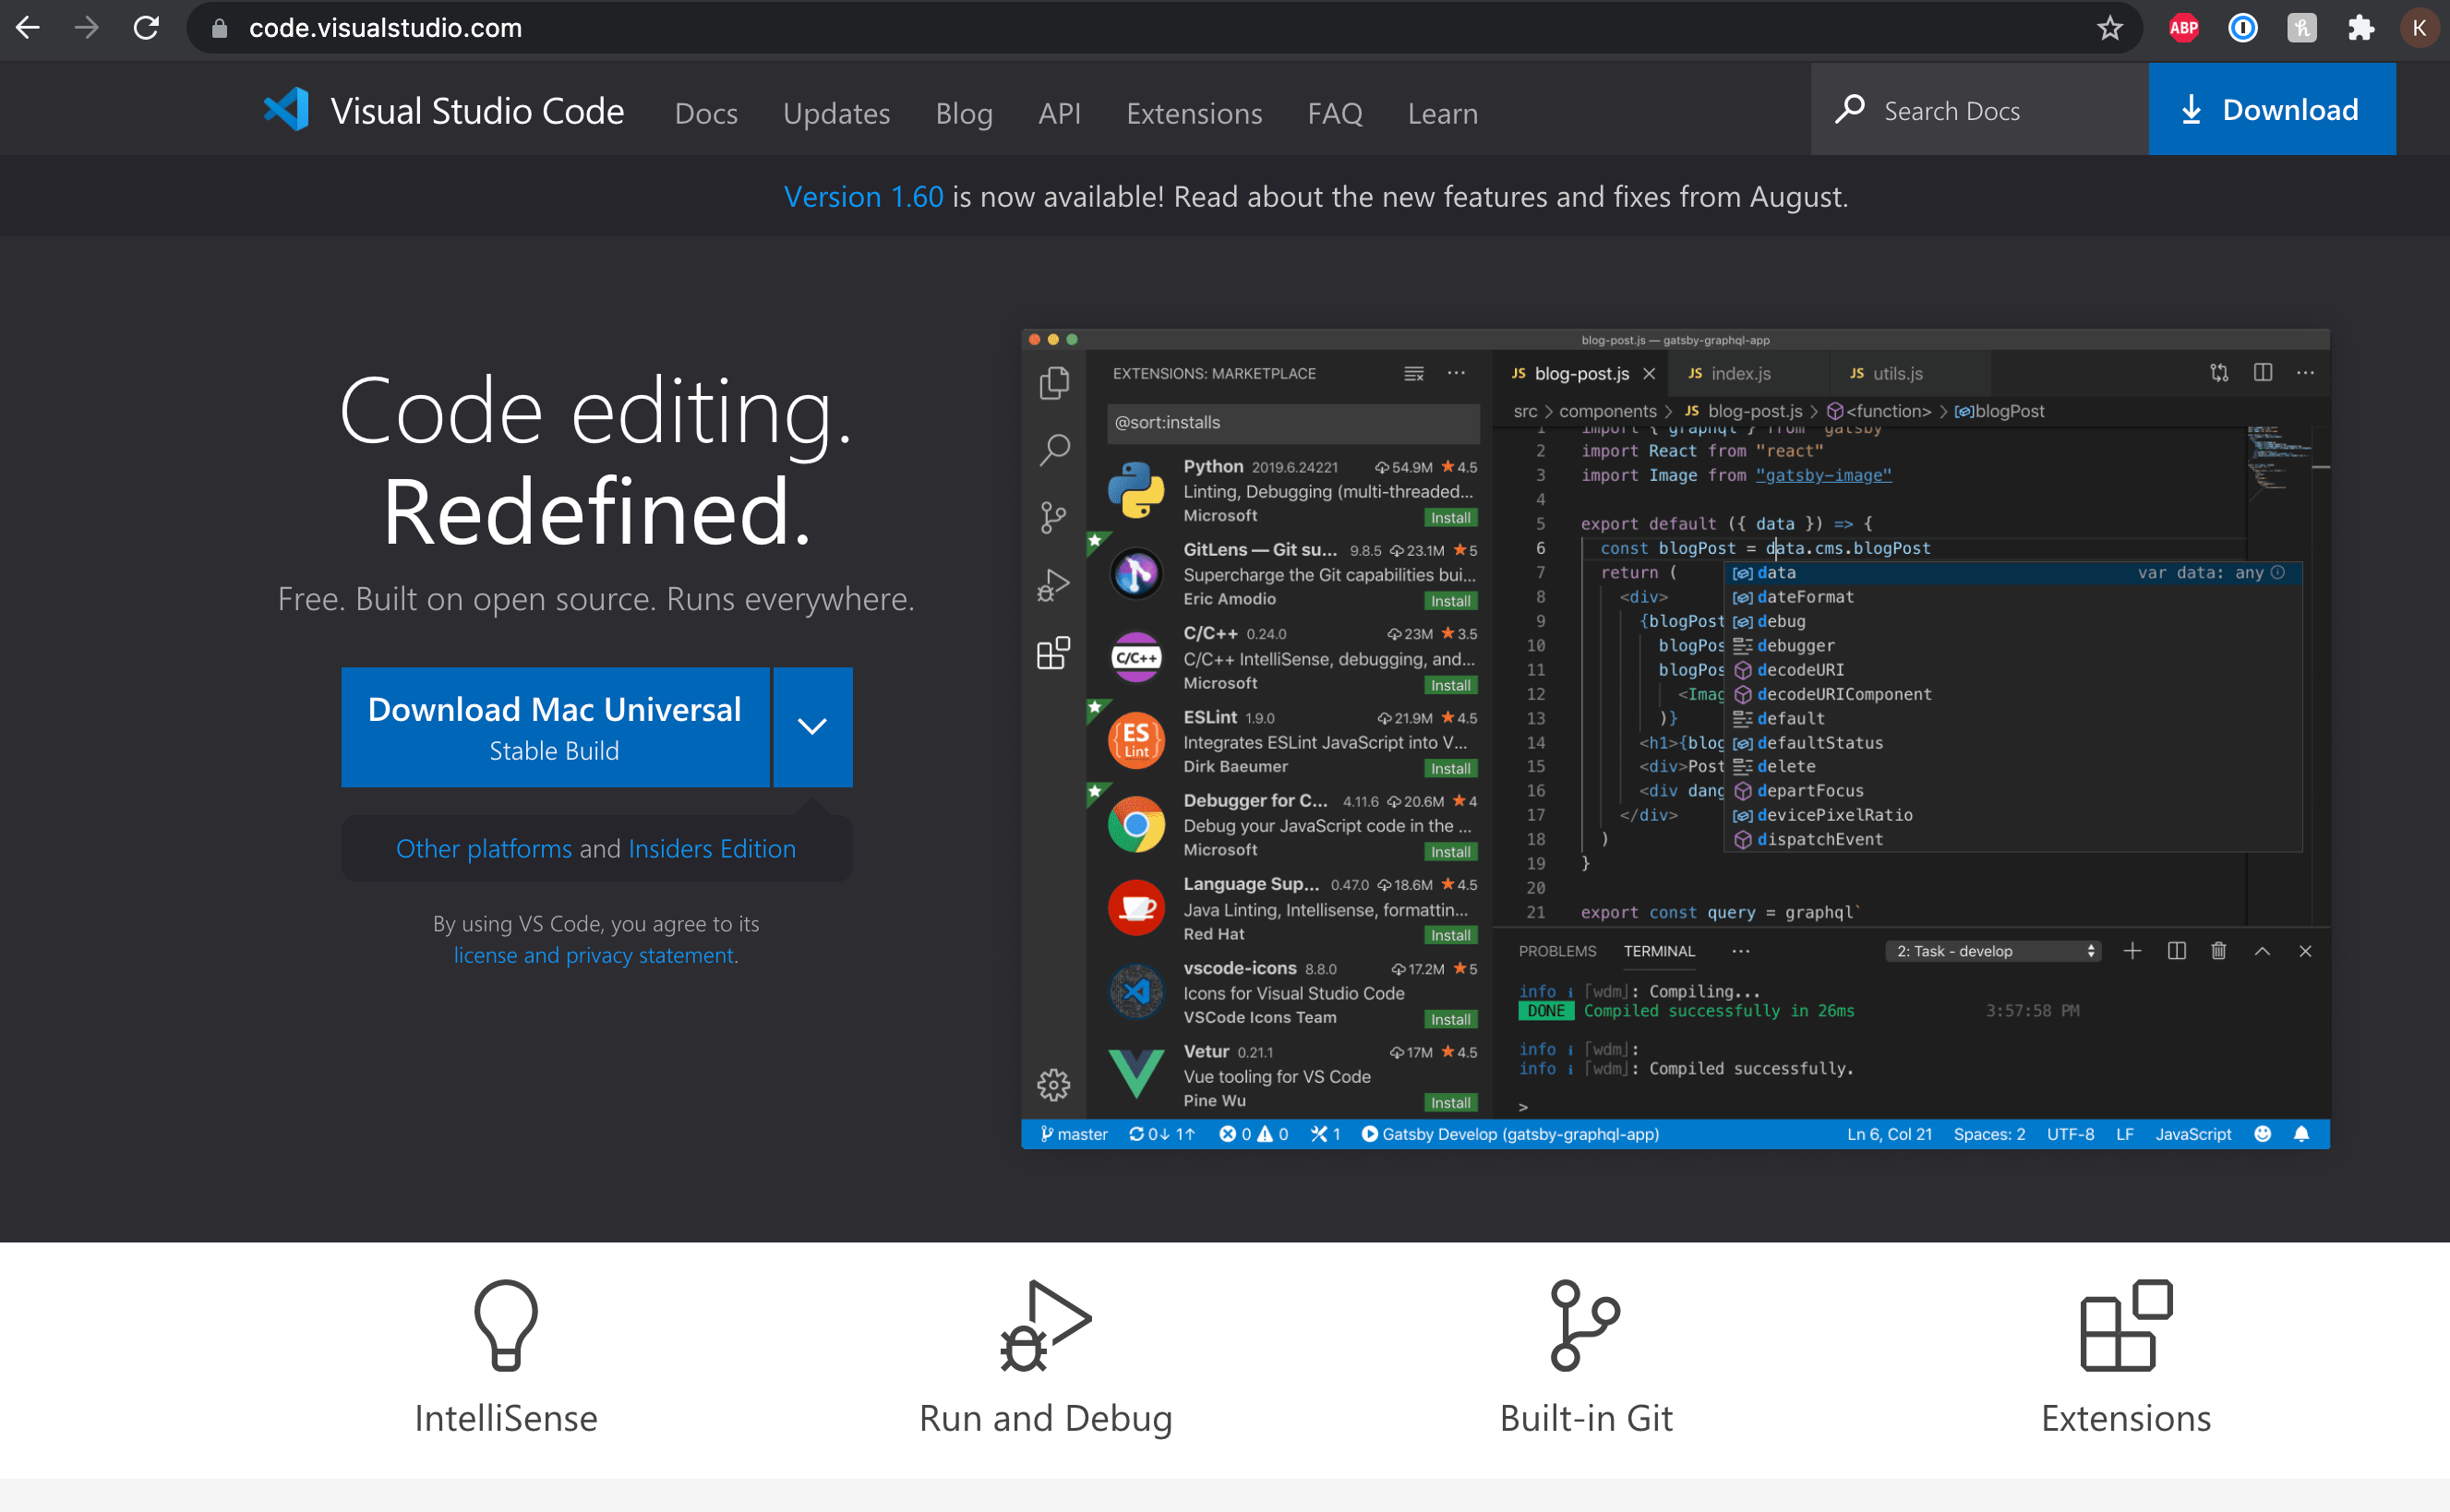 code.visualstudio.com
ABP
K
Visual Studio Code Docs Updates Blog API Extensions FAQ Learn
Search Docs
Download
Version 1.60 is now available! Read about the new features and fixes from August.
Code editing.
Redefined.
Free. Built on open source. Runs everywhere.
Download Mac Universal
Stable Build
Other platforms and Insiders Edition
By using VS Code, you agree to its
license and privacy statement.
blog-post.js — gatsby-graphql-app
EXTENSIONS: MARKETPLACE
@sort:installs
Python 2019.6.24221 54.9M 4.5
Linting, Debugging (multi-threaded...
Microsoft Install
GitLens — Git su... 9.8.5 23.1M 5
Supercharge the Git capabilities bui...
Eric Amodio Install
C/C++
C/C++ 0.24.0 23M 3.5
C/C++ IntelliSense, debugging, and...
Microsoft Install
ES
Lint
ESLint 1.9.0 21.9M 4.5
Integrates ESLint JavaScript into V...
Dirk Baeumer Install
Debugger for C... 4.11.6 20.6M 4
Debug your JavaScript code in the ...
Microsoft Install
Language Sup... 0.47.0 18.6M 4.5
Java Linting, Intellisense, formattin...
Red Hat Install
vscode-icons 8.8.0 17.2M 5
Icons for Visual Studio Code
VSCode Icons Team Install
Vetur 0.21.1 17M 4.5
Vue tooling for VS Code
Pine Wu Install
JS blog-post.js JS index.js JS utils.js
src > components > JS blog-post.js > <function> > blogPost
1 import { graphql } from "gatsby"
2 import React from "react"
3 import Image from "gatsby-image"
4
5 export default ({ data }) => {
6 const blogPost = data.cms.blogPost
7 return (
8 <div>
9 {blogPost
10 blogPos
11 blogPos
12 <Imag
13 )}
14 <h1>{blog
15 <div>Post
16 <div dang
17 </div>
18 )
19 }
20
21 export const query = graphql`
data var data: any
dateFormat
debug
debugger
decodeURI
decodeURIComponent
default
defaultStatus
delete
departFocus
devicePixelRatio
dispatchEvent
PROBLEMS TERMINAL ··· 2: Task - develop
info i ｢wdm｣: Compiling...
DONE Compiled successfully in 26ms 3:57:58 PM
info i ｢wdm｣:
info i ｢wdm｣: Compiled successfully.
>
master 0↓ 1↑ 0 0 1 Gatsby Develop (gatsby-graphql-app) Ln 6, Col 21 Spaces: 2 UTF-8 LF JavaScript
IntelliSense
Run and Debug
Built-in Git
Extensions